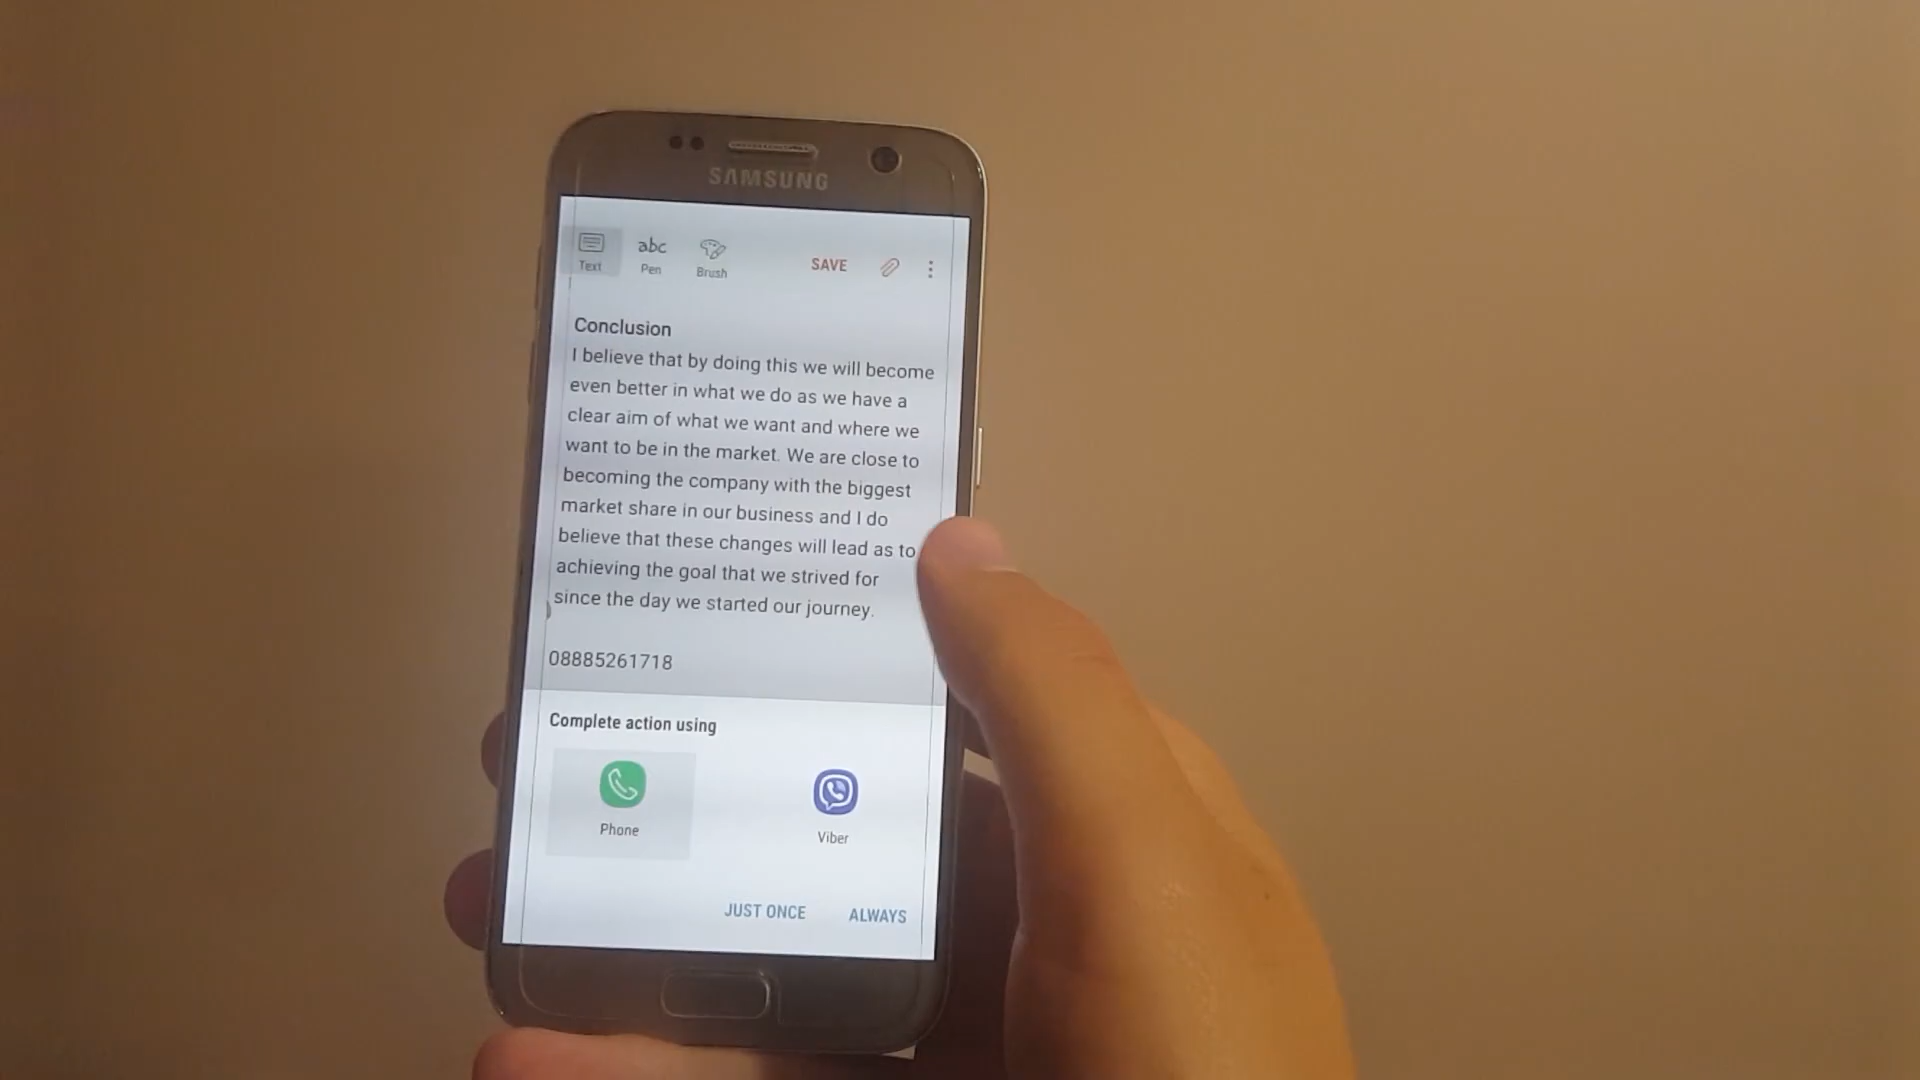 SAMSUNG
Text
abc
Pen
Brush
SAVE
Conclusion
I believe that by doing this we will become
even better in what we do as we have a
clear aim of what we want and where we
want to be in the market. We are close to
becoming the company with the biggest
market share in our business and I do
believe that these changes will lead as to
achieving the goal that we strived for
since the day we started our journey.
08885261718
Complete action using
Phone
Viber
JUST ONCE
ALWAYS